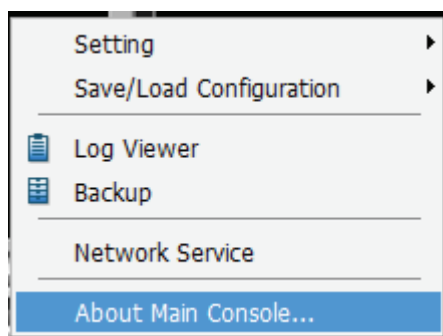 Setting
Save/Load Configuration
Log Viewer
Backup
Network Service
About Main Console...